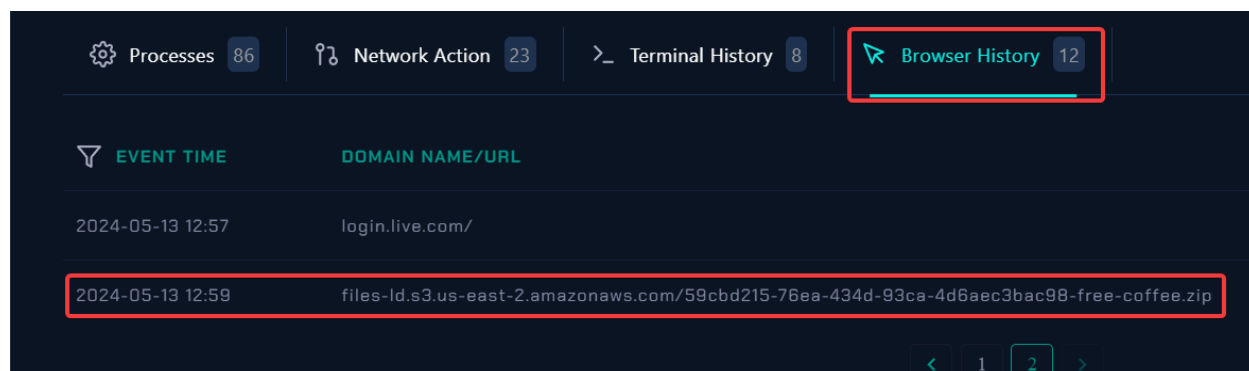 Processes 86 Network Action 23 >_ Terminal History 8 Browser History 12
EVENT TIME DOMAIN NAME/URL
2024-05-13 12:57 login.live.com/
2024-05-13 12:59 files-ld.s3.us-east-2.amazonaws.com/59cbd215-76ea-434d-93ca-4d6aec3bac98-free-coffee.zip
< 1 2 >